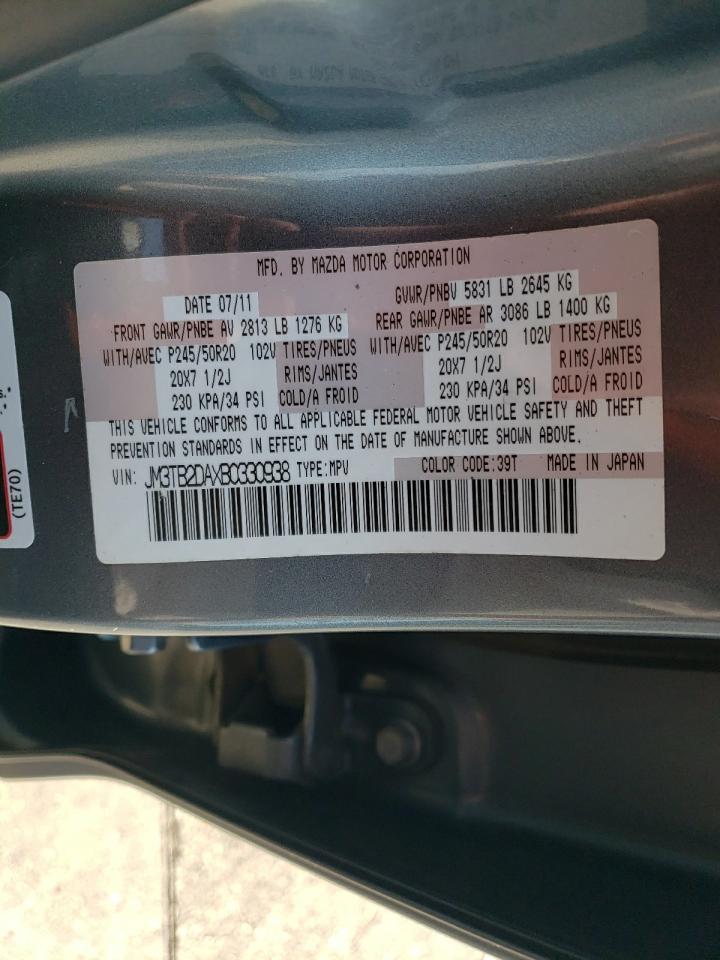 MFD. BY MAZDA MOTOR CORPORATION
DATE 07/11 GVWR/PNBV 5831 LB 2645 KG
FRONT GAWR/PNBE AV 2813 LB 1276 KG REAR GAWR/PNBE AR 3086 LB 1400 KG
WITH/AVEC P245/50R20 102V TIRES/PNEUS WITH/AVEC P245/50R20 102V TIRES/PNEUS
20X7 1/2J RIMS/JANTES 20X7 1/2J RIMS/JANTES
230 KPA/34 PSI COLD/A FROID 230 KPA/34 PSI COLD/A FROID
THIS VEHICLE CONFORMS TO ALL APPLICABLE FEDERAL MOTOR VEHICLE SAFETY AND THEFT
PREVENTION STANDARDS IN EFFECT ON THE DATE OF MANUFACTURE SHOWN ABOVE.
VIN: JM3TB2DAXB0330938 TYPE:MPV COLOR CODE:39T MADE IN JAPAN
(TE70)